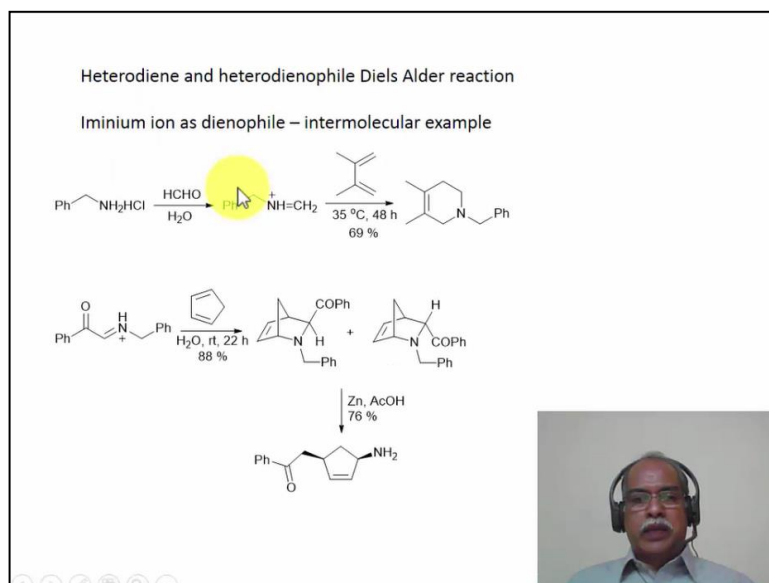 Heterodiene and heterodienophile Diels Alder reaction
Iminium ion as dienophile – intermolecular example
Ph NH2HCl HCHO H2O Ph + NH=CH2 35 °C, 48 h 69 % N Ph
O Ph H N + Ph H2O, rt, 22 h 88 % COPh H N Ph + H COPh N Ph
Zn, AcOH
76 %
Ph O NH2